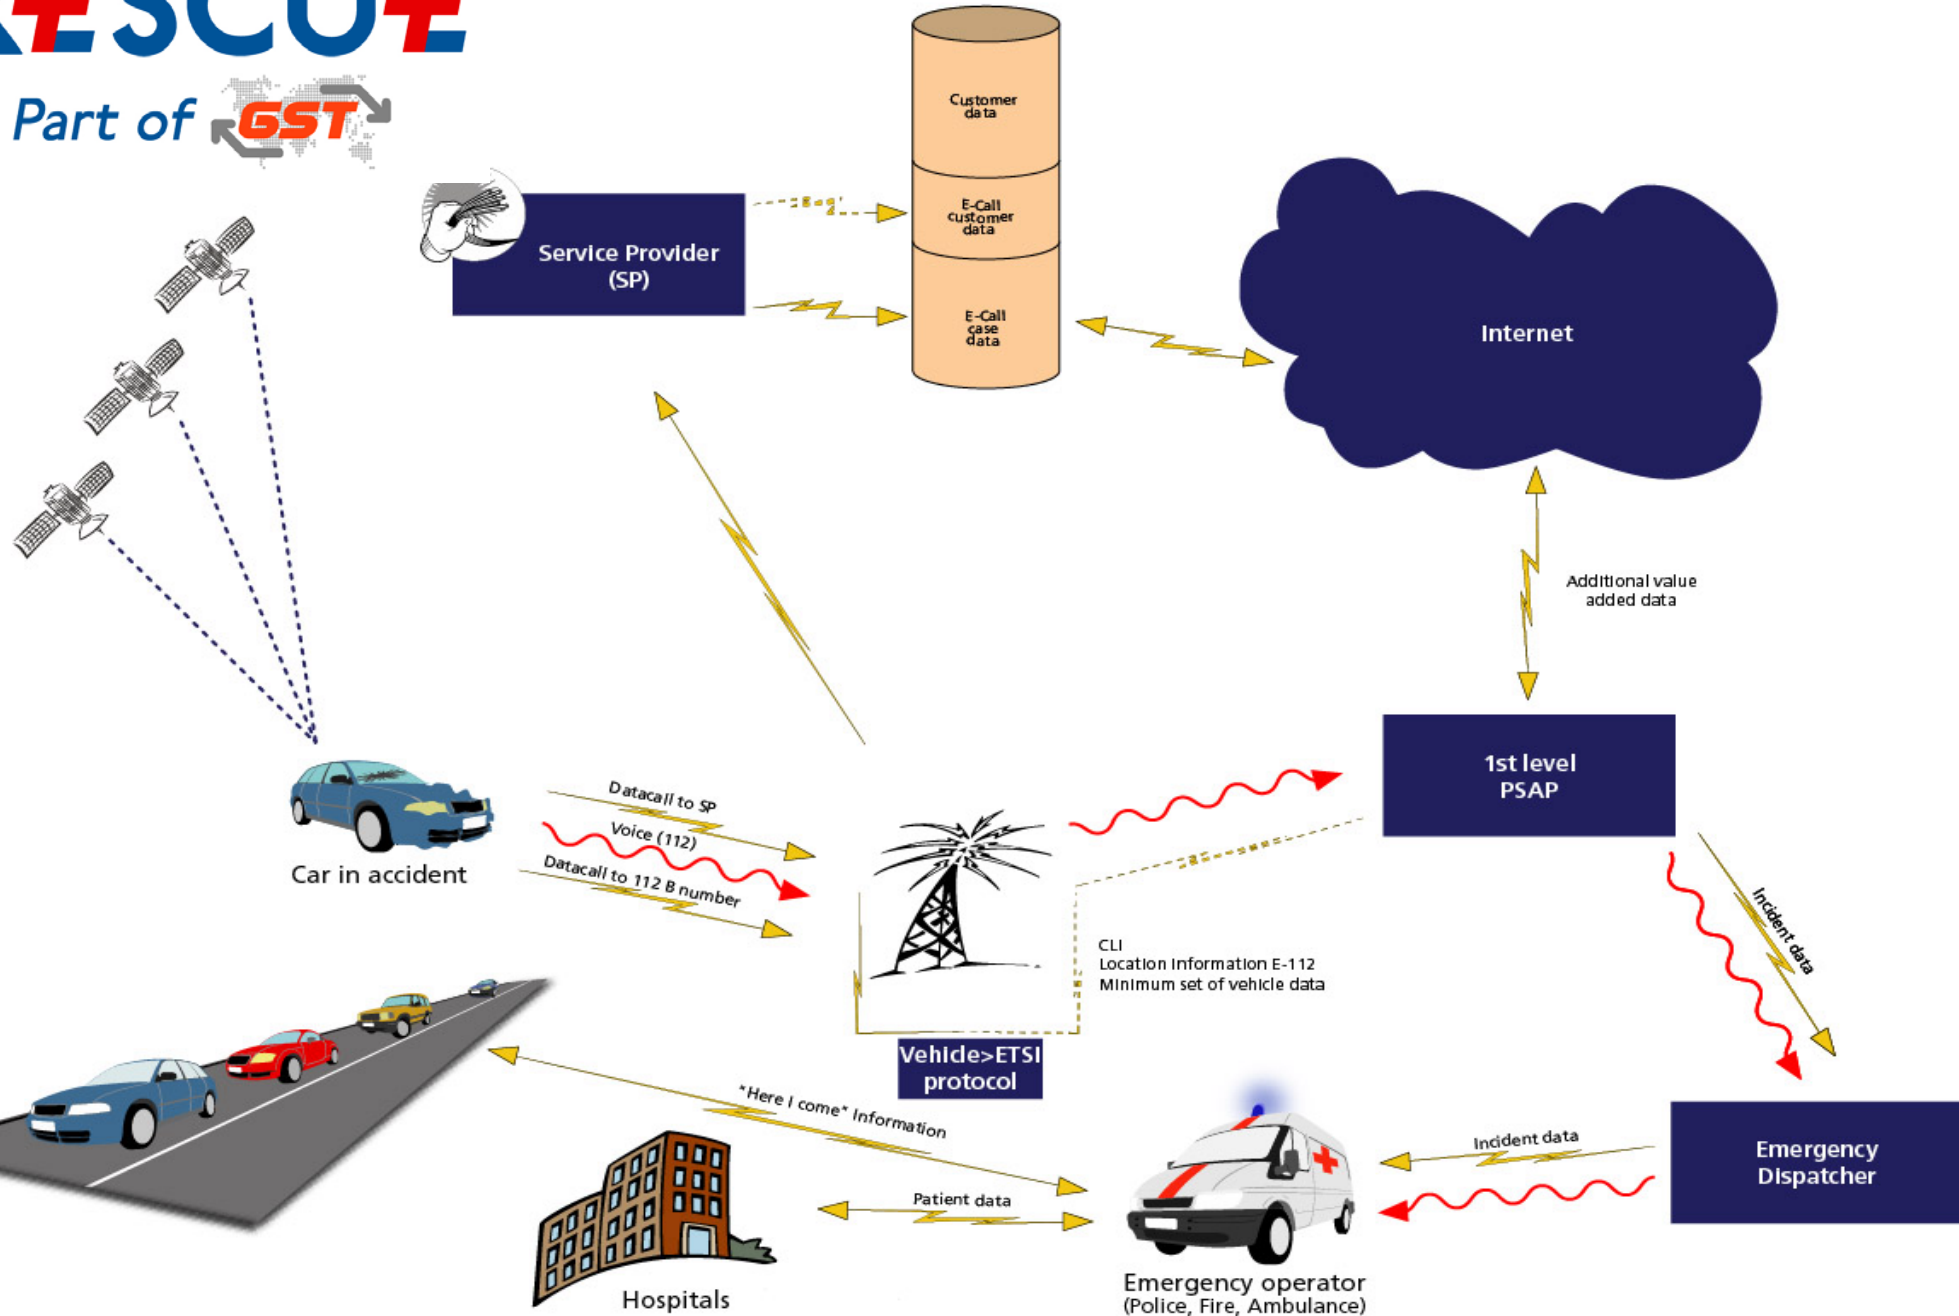 RESCUE
Part of GST
Customer
data
E-Call
customer
data
E-Call
case
data
Service Provider
(SP)
Internet
Additional value
added data
1st level
PSAP
Datacall to SP
Voice (112)
Datacall to 112 B number
Car in accident
CLI
Location Information E-112
Minimum set of vehicle data
Incident data
Vehicle>ETSI
protocol
"Here I come" Information
Incident data
Emergency
Dispatcher
Patient data
Hospitals
Emergency operator
(Police, Fire, Ambulance)